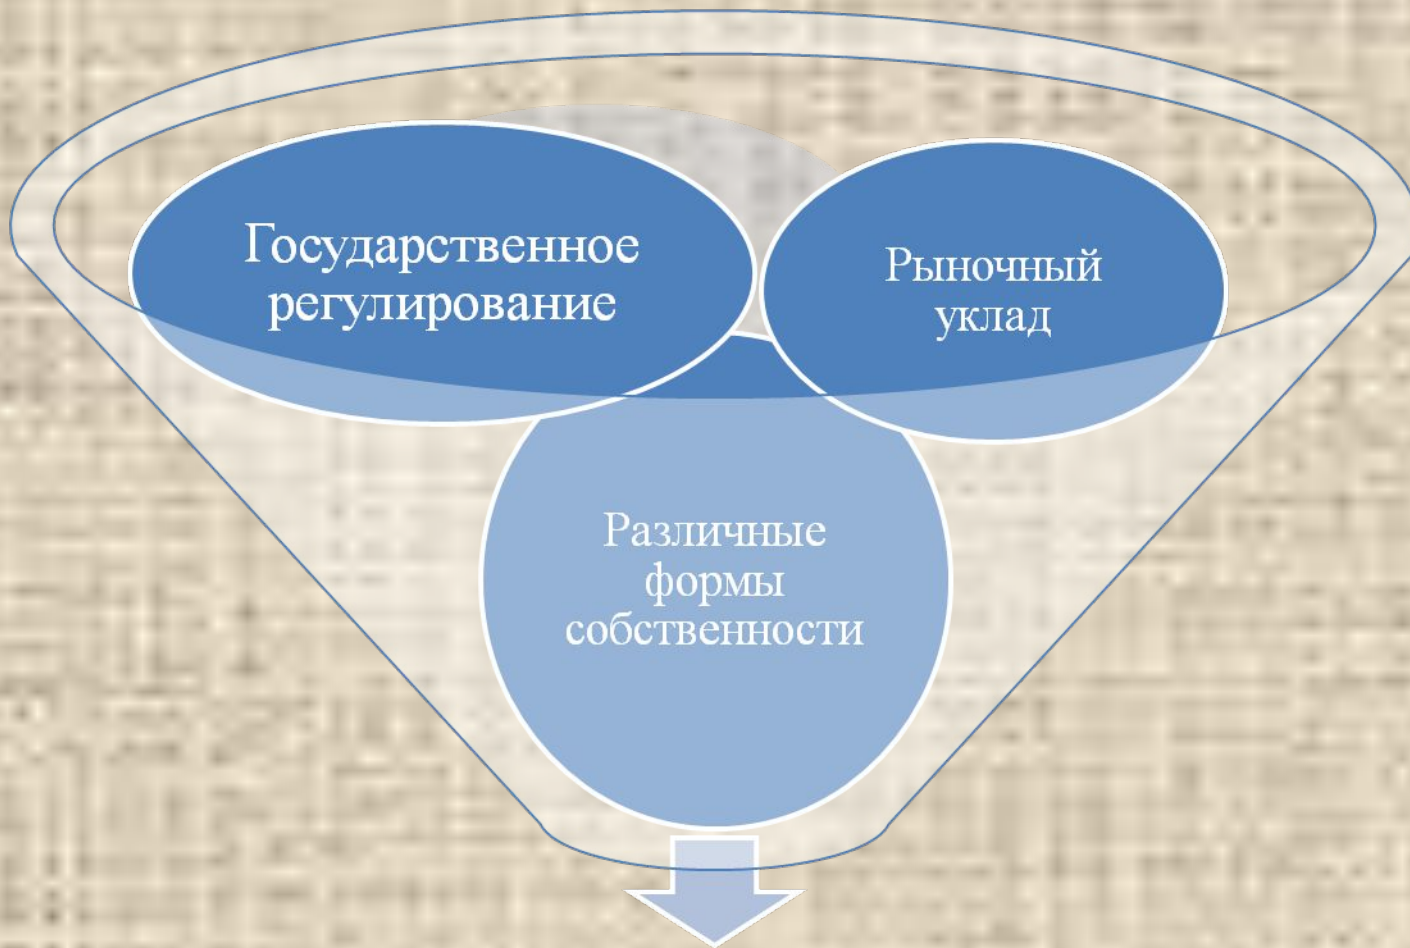 Государственное
регулирование
Рыночный
уклад
Различные
формы
собственности